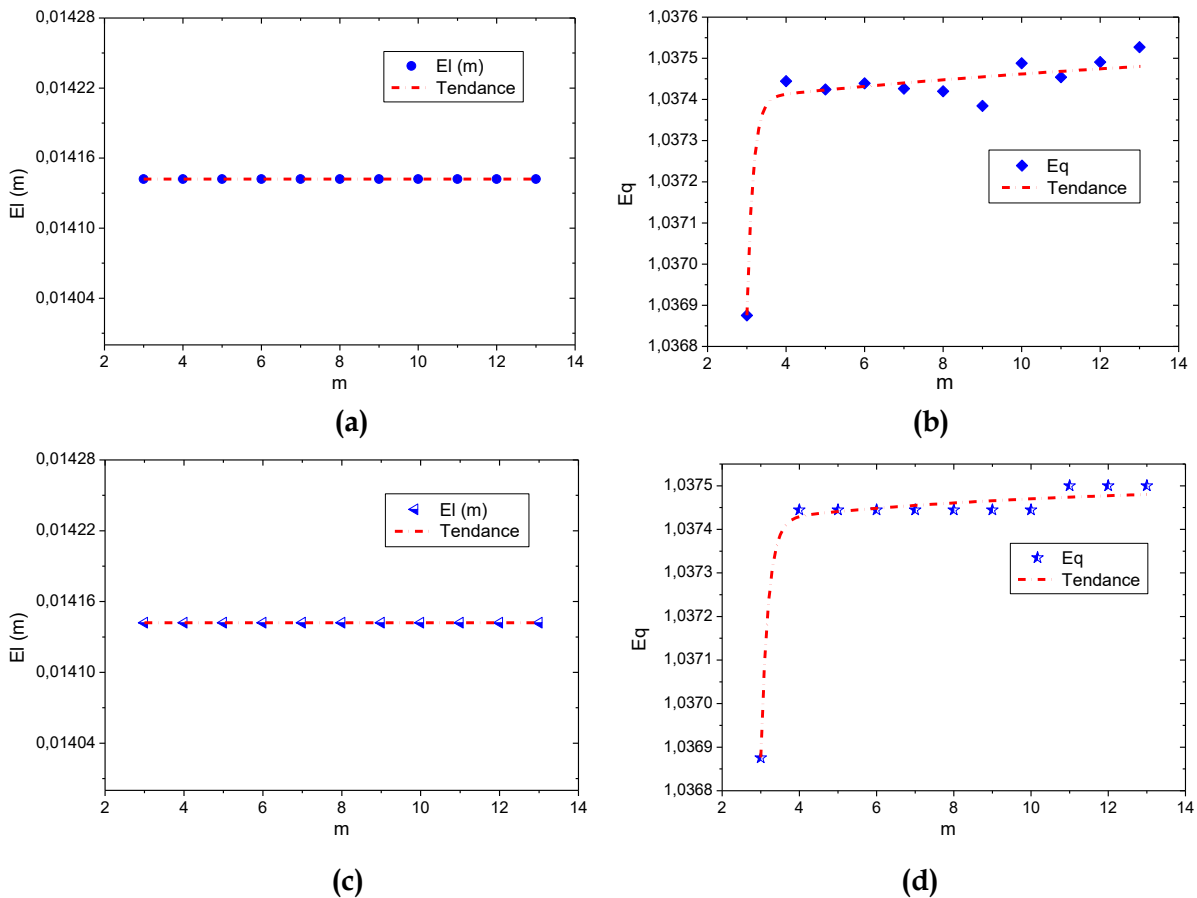 0,01428
0,01422
0,01416
0,01410
0,01404
El (m)
El (m)
Tendance
2 4 6 8 10 12 14
m
(a)
1,0376
1,0375
1,0374
1,0372
1,0371
1,0370
1,0369
1,0368
Eq
Eq
Tendance
2 4 6 8 10 12 14
m
(b)
0,01428
0,01422
0,01416
0,01410
0,01404
El (m)
El (m)
Tendance
2 4 6 8 10 12 14
m
(c)
1,0375
1,0374
1,0373
1,0372
1,0371
1,0370
1,0369
1,0368
Eq
Eq
Tendance
2 4 6 8 10 12 14
m
(d)